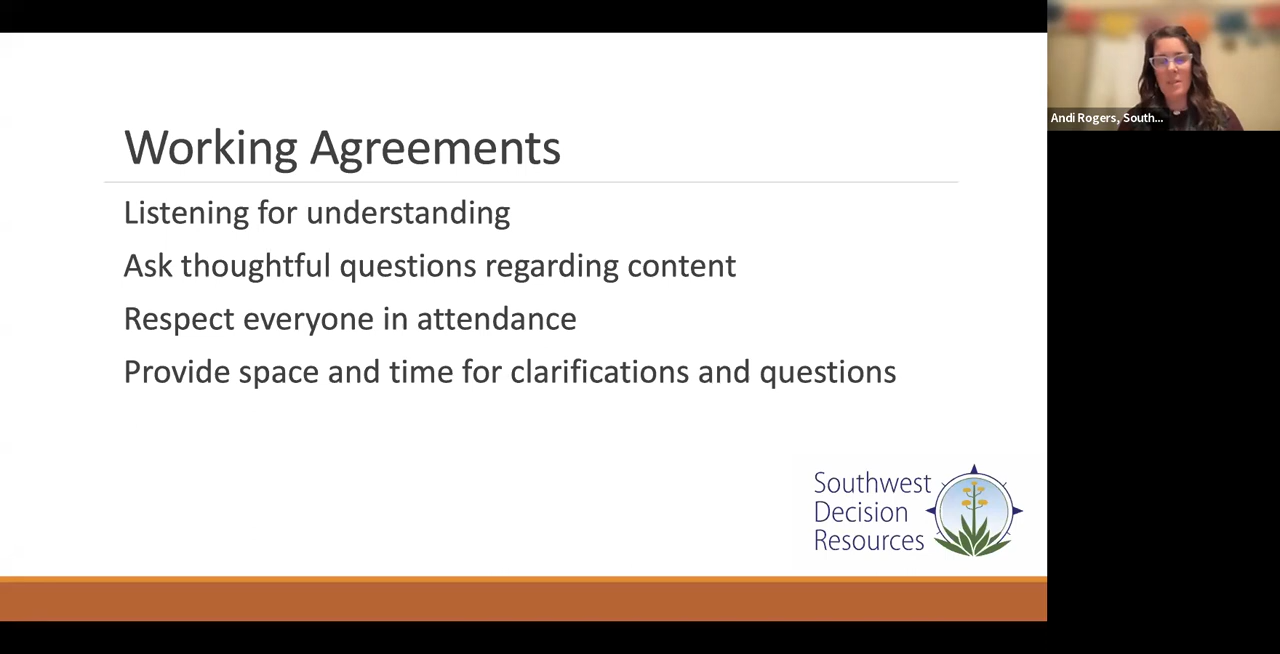 Working Agreements
Listening for understanding
Ask thoughtful questions regarding content
Respect everyone in attendance
Provide space and time for clarifications and questions
Southwest
Decision
Resources
Andi Rogers, South...